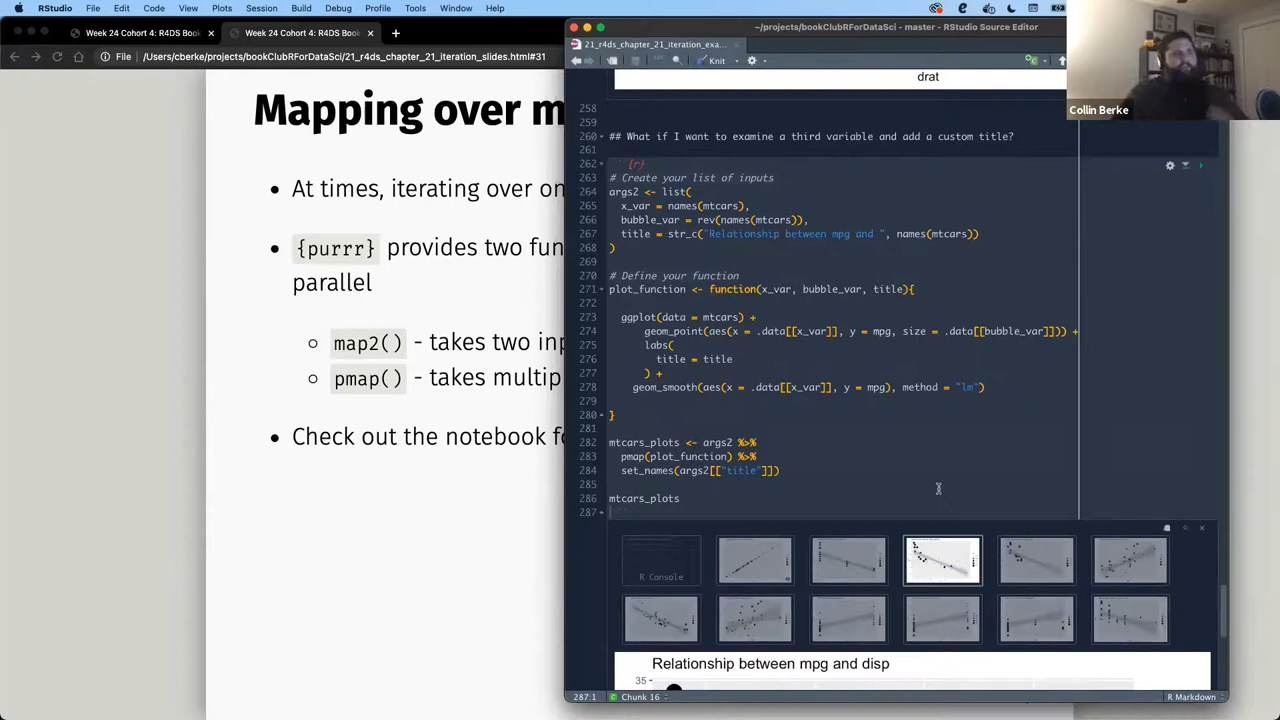 RStudio File Edit Code View Plots Session Build Debug Profile Tools Window Help
Week 24 Cohort 4: R4DS Boo
Week 24 Cohort 4: R4DS Boo
File /Users/cberke/projects/bookClubRForDataSci/21_r4ds_chapter_21_iteration_slides.html#31
Mapping over m
At times, iterating over on
{purrr} provides two fun
parallel
map2() - takes two inp
pmap() - takes multip
Check out the notebook fo
~/projects/bookClubRForDataSci - master - RStudio Source Editor
21_r4ds_chapter_21_iteration_exa...
Knit
Collin Berke
drat
258
259
260 ## What if I want to examine a third variable and add a custom title?
261
262 ```{r}
263 # Create your list of inputs
264 args2 <- list(
265 x_var = names(mtcars),
266 bubble_var = rev(names(mtcars)),
267 title = str_c("Relationship between mpg and ", names(mtcars))
268 )
269
270 # Define your function
271 plot_function <- function(x_var, bubble_var, title){
272
273 ggplot(data = mtcars) +
274 geom_point(aes(x = .data[[x_var]], y = mpg, size = .data[[bubble_var]])) +
275 labs(
276 title = title
277 ) +
278 geom_smooth(aes(x = .data[[x_var]], y = mpg), method = "lm")
279
280 }
281
282 mtcars_plots <- args2 %>%
283 pmap(plot_function) %>%
284 set_names(args2[["title"]])
285
286 mtcars_plots
287 ```
R Console
Relationship between mpg and disp
35
287:1 Chunk 16 R Markdown